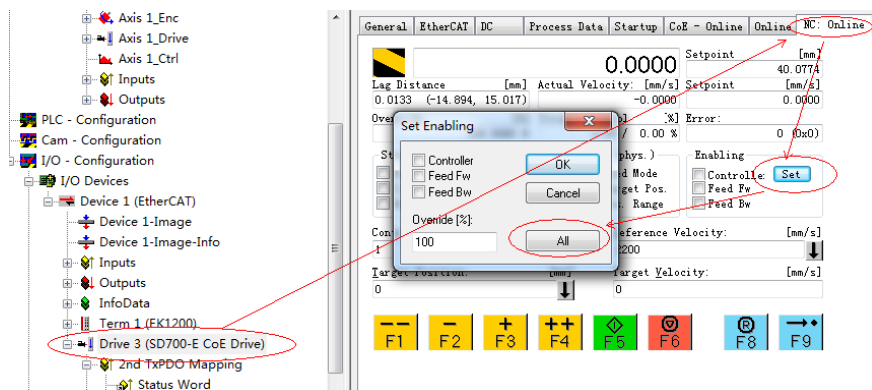 Axis 1_Enc
Axis 1_Drive
Axis 1_Ctrl
Inputs
Outputs
PLC - Configuration
Cam - Configuration
I/O - Configuration
I/O Devices
Device 1 (EtherCAT)
Device 1-Image
Device 1-Image-Info
Inputs
Outputs
InfoData
Term 1 (EK1200)
Drive 3 (SD700-E CoE Drive)
2nd TxPDO Mapping
Status Word
General EtherCAT DC Process Data Startup CoE - Online Online NC: Online
0.0000 Setpoint [mm]
40.0774
Lag Distance [mm] Actual Velocity: [mm/s] Setpoint [mm/s]
0.0133 (-14.894, 15.017) -0.0000 0.0000
[%] Error:
/ 0.00 % 0 (0x0)
Set Enabling
Controller
Feed Fw
Feed Bw
OK
Cancel
Override [%]:
100
All
phys.) Enabling
Controlle: Set
Feed Fw
Feed Bw
Reference Velocity: [mm/s]
1 2200
Target Position: [mm] Target Velocity: [mm/s]
0 0
-- - + ++
F1 F2 F3 F4 F5 F6 F8 F9